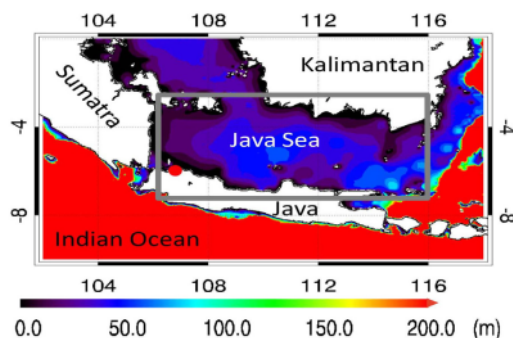 104 108 112 116
Kalimantan
Sumatra
-4
-4
Java Sea
Java
-8
-8
Indian Ocean
104 108 112 116
0.0 50.0 100.0 150.0 200.0 (m)